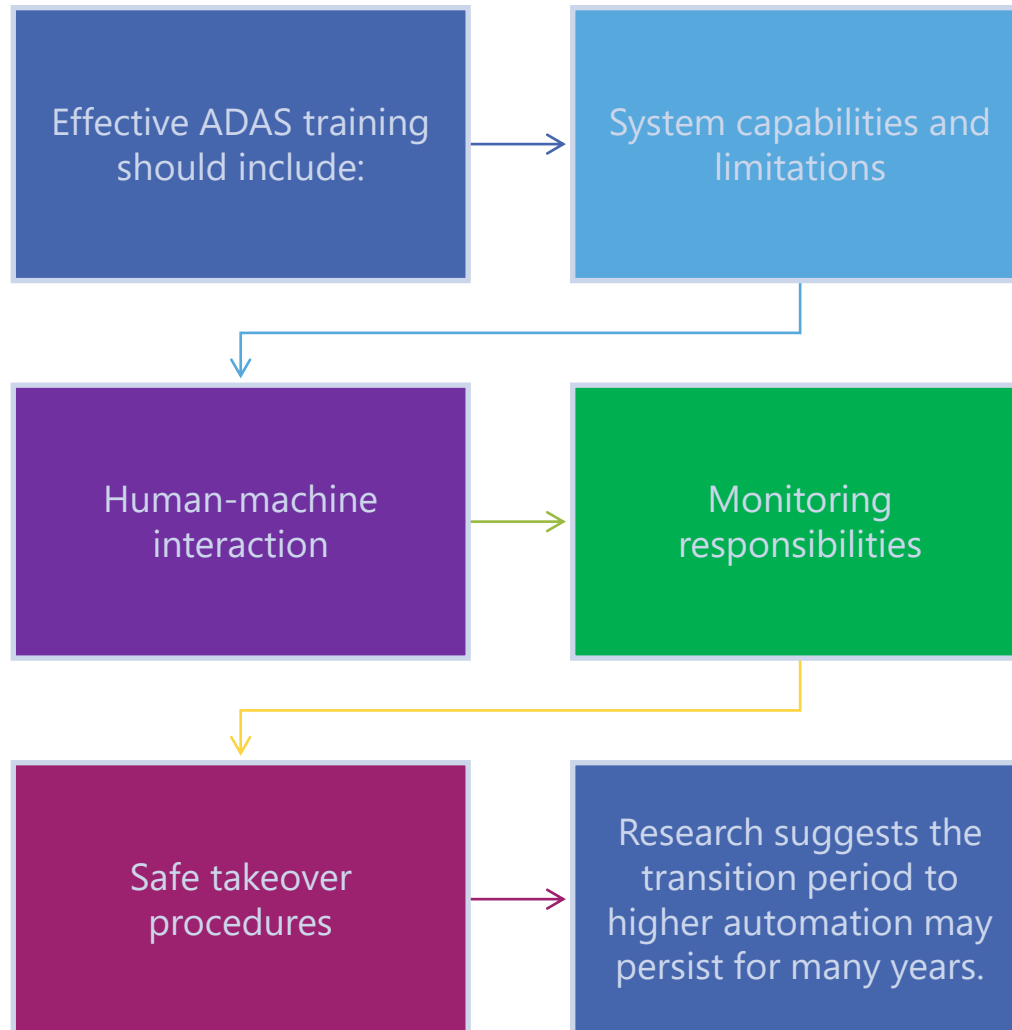 Effective ADAS training
should include:
System capabilities and
limitations
Human-machine
interaction
Monitoring
responsibilities
Safe takeover
procedures
Research suggests the
transition period to
higher automation may
persist for many years.